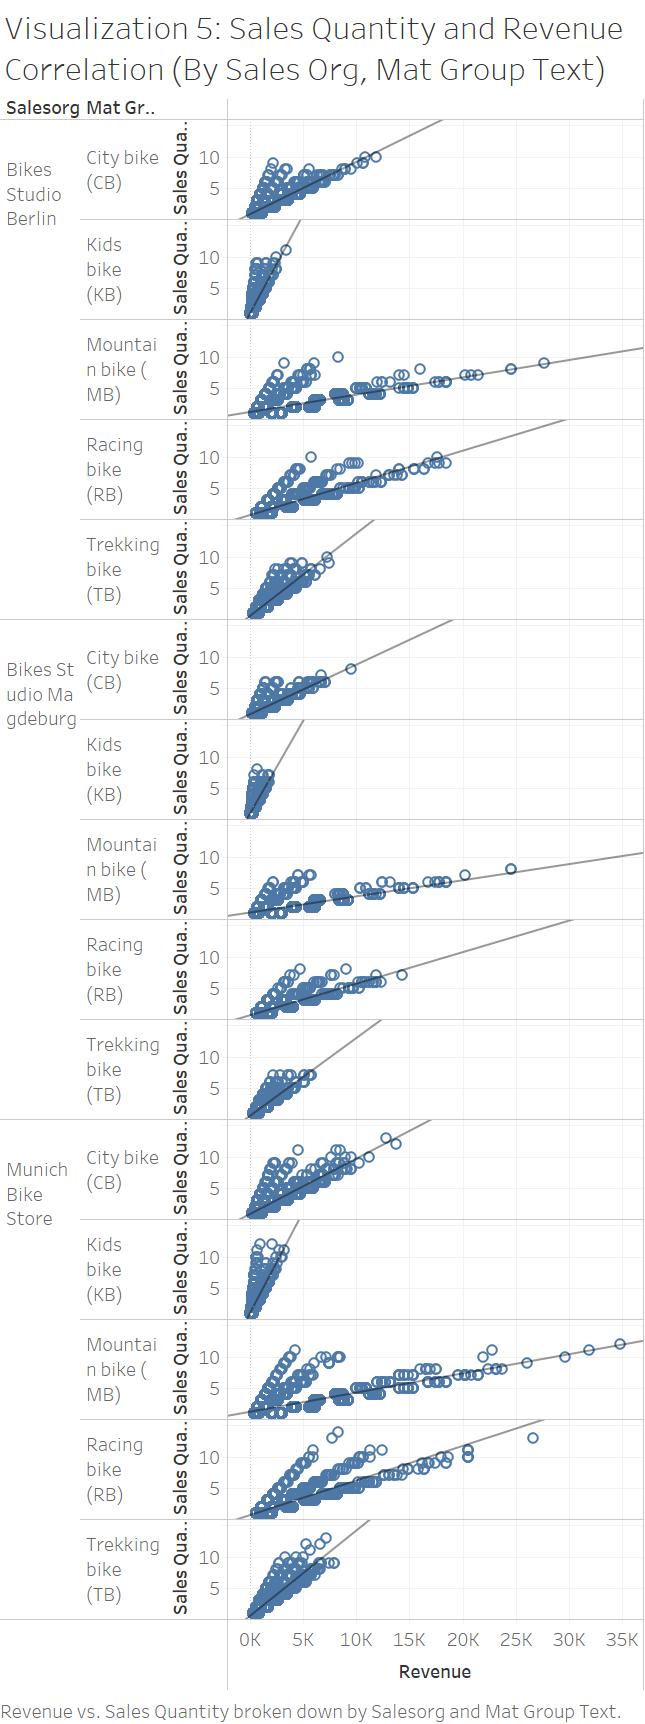 Visualization 5: Sales Quantity and Revenue
Correlation (By Sales Org, Mat Group Text)
Salesorg Mat Gr..
Bikes
Studio
Berlin
City bike
(CB)
Sales Qua..
10
5
Kids
bike
(KB)
Sales Qua..
10
5
Mountai
n bike (
MB)
Sales Qua..
10
5
Racing
bike
(RB)
Sales Qua..
10
5
Trekking
bike
(TB)
Sales Qua..
10
5
Bikes St
udio Ma
gdeburg
City bike
(CB)
Sales Qua..
10
5
Kids
bike
(KB)
Sales Qua..
10
5
Mountai
n bike (
MB)
Sales Qua..
10
5
Racing
bike
(RB)
Sales Qua..
10
5
Trekking
bike
(TB)
Sales Qua..
10
5
Munich
Bike
Store
City bike
(CB)
Sales Qua..
10
5
Kids
bike
(KB)
Sales Qua..
10
5
Mountai
n bike (
MB)
Sales Qua..
10
5
Racing
bike
(RB)
Sales Qua..
10
5
Trekking
bike
(TB)
Sales Qua..
10
5
0K 5K 10K 15K 20K 25K 30K 35K
Revenue
Revenue vs. Sales Quantity broken down by Salesorg and Mat Group Text.